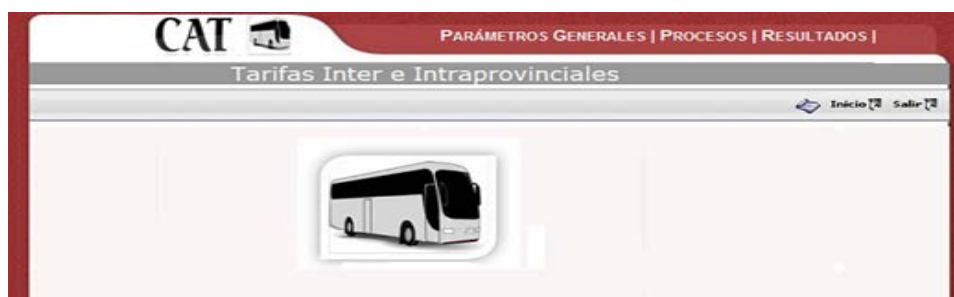 CAT
PARÁMETROS GENERALES | PROCESOS | RESULTADOS |
Tarifas Inter e Intraprovinciales
Inicio Salir